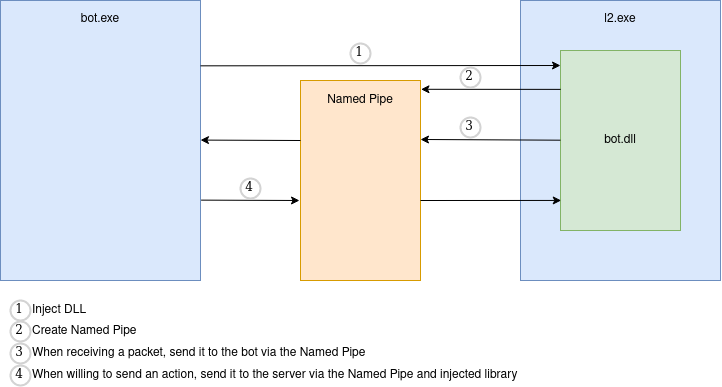 bot.exe
l2.exe
1
2
Named Pipe
3
bot.dll
4
1 Inject DLL
2 Create Named Pipe
3 When receiving a packet, send it to the bot via the Named Pipe
4 When willing to send an action, send it to the server via the Named Pipe and injected library